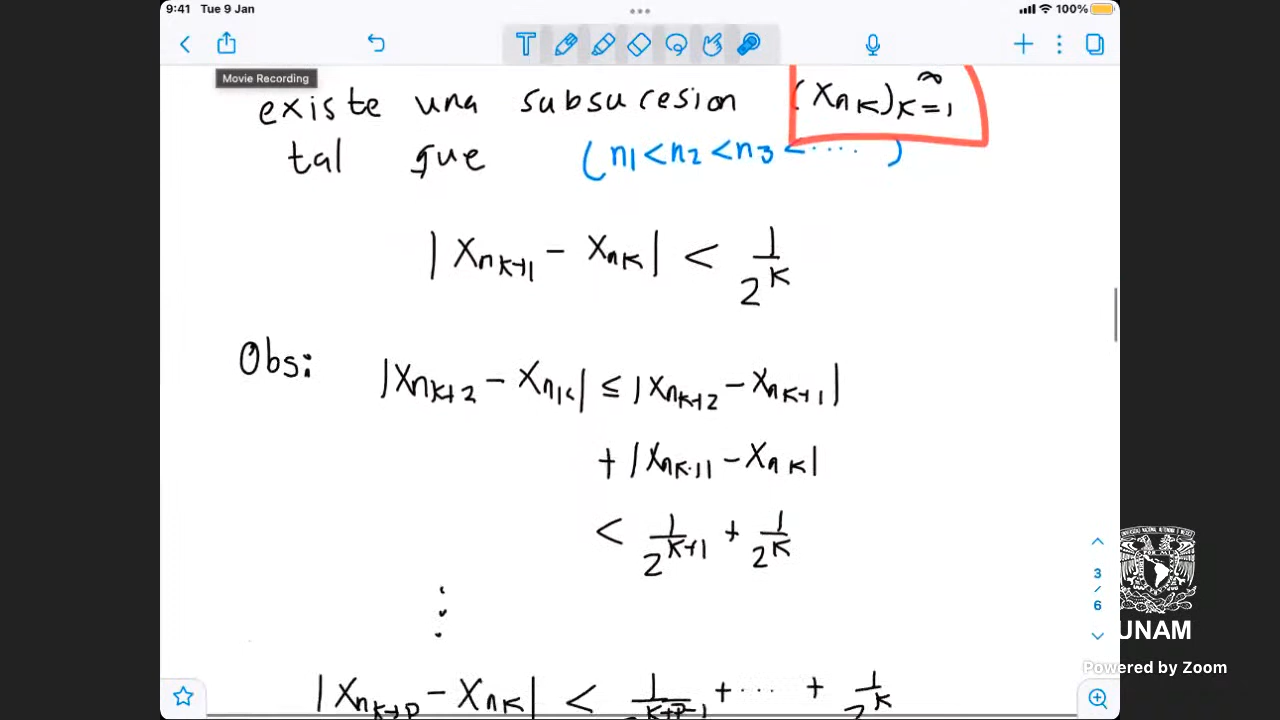 9:41 Tue 9 Jan
100%
T
Movie Recording
existe una subsucesion (x_{n_k})_{k=1}^∞
tal que (n_1 < n_2 < n_3 < ····· )
|x_{n_{k+1}} - x_{n_k}| < 1/2^k
Obs: |x_{n_{k+2}} - x_{n_k}| ≤ |x_{n_{k+2}} - x_{n_{k+1}}|
+ |x_{n_{k+1}} - x_{n_k}|
< 1/2^{k+1} + 1/2^k
⋮
|x_{n_{k+p}} - x_{n_k}| < 1/2^{k+p-1} + ···· + 1/2^k
3
/
6
UNAM
Powered by Zoom